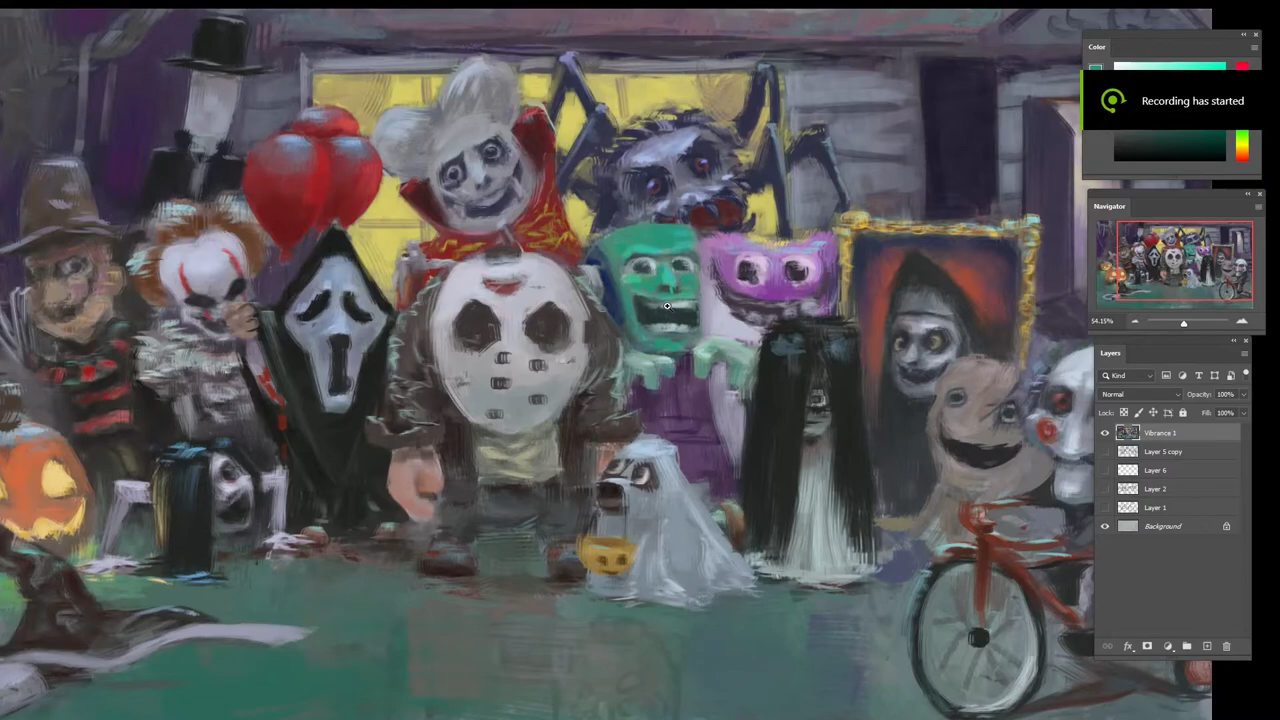 Color
Recording has started
Navigator
54.15%
Layers
Kind
Normal
Opacity: 100%
Lock:
Fill: 100%
Vibrance 1
Layer 5 copy
Layer 6
Layer 2
Layer 1
Background
fx